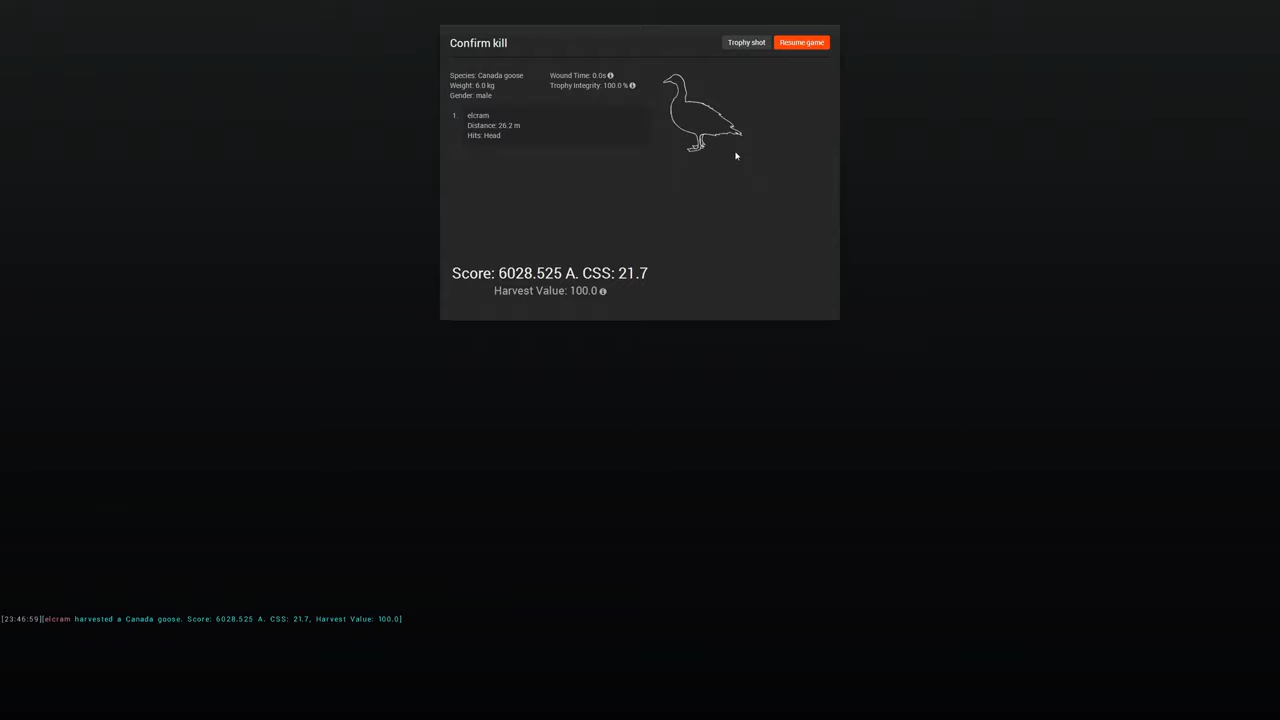 Confirm kill
Trophy shot
Resume game
Species: Canada goose
Weight: 6.0 kg
Gender: male
Wound Time: 0.0s
Trophy Integrity: 100.0 %
1. elcram
Distance: 26.2 m
Hits: Head
Score: 6028.525 A. CSS: 21.7
Harvest Value: 100.0
[23:46:59][elcram harvested a Canada goose. Score: 6028.525 A. CSS: 21.7, Harvest Value: 100.0]